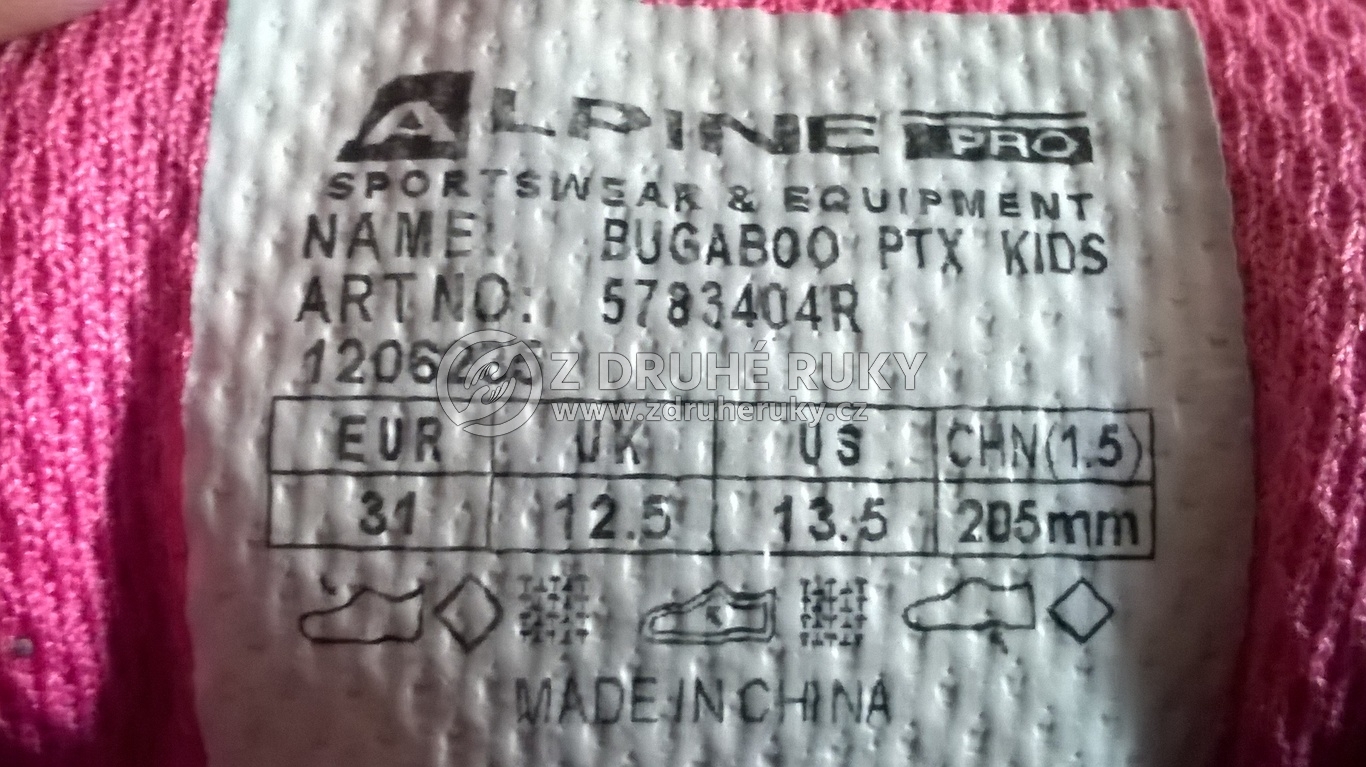 ALPINE PRO
SPORTSWEAR & EQUIPMENT
NAME: BUGABOO PTX KIDS
ART NO: 5783404R
Z DRUHÉ RUKY
www.zdruheruky.cz
EUR UK US CHN(1.5)
31 12.5 13.5 205mm
MADE IN CHINA